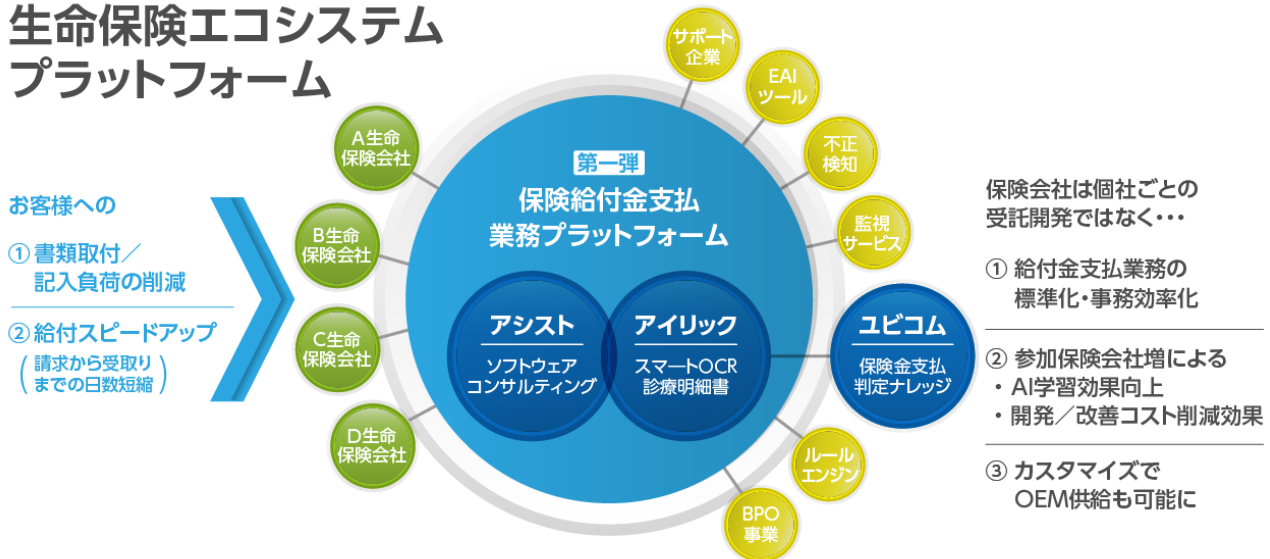 生命保険エコシステム
プラットフォーム
お客様への
① 書類取付／
記入負荷の削減
② 給付スピードアップ
(請求から受取り
までの日数短縮)
A生命
保険会社
B生命
保険会社
C生命
保険会社
D生命
保険会社
第一弾
保険給付金支払
業務プラットフォーム
アシスト
ソフトウェア
コンサルティング
アイリック
スマートOCR
診療明細書
ユビコム
保険金支払
判定ナレッジ
サポート
企業
EAI
ツール
不正
検知
監視
サービス
ルール
エンジン
BPO
事業
保険会社は個社ごとの
受託開発ではなく･･･
① 給付金支払業務の
標準化・事務効率化
② 参加保険会社増による
・AI学習効果向上
・開発／改善コスト削減効果
③ カスタマイズで
OEM供給も可能に